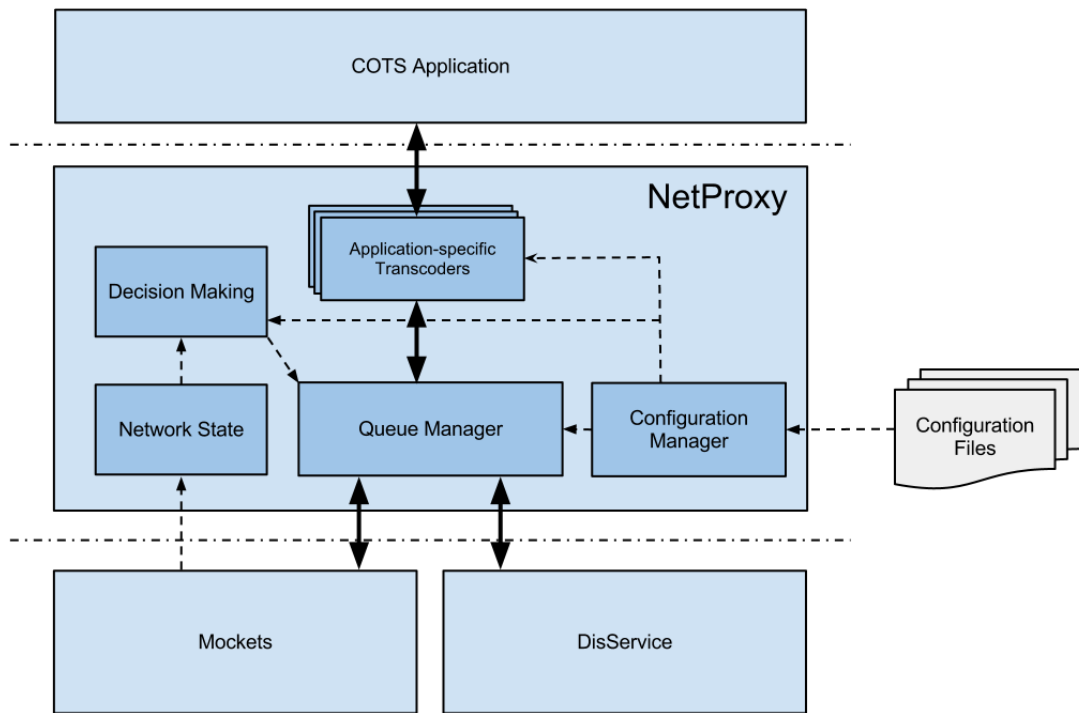 COTS Application
NetProxy
Application-specific
Transcoders
Decision Making
Network State
Queue Manager
Configuration
Manager
Configuration
Files
Mockets
DisService